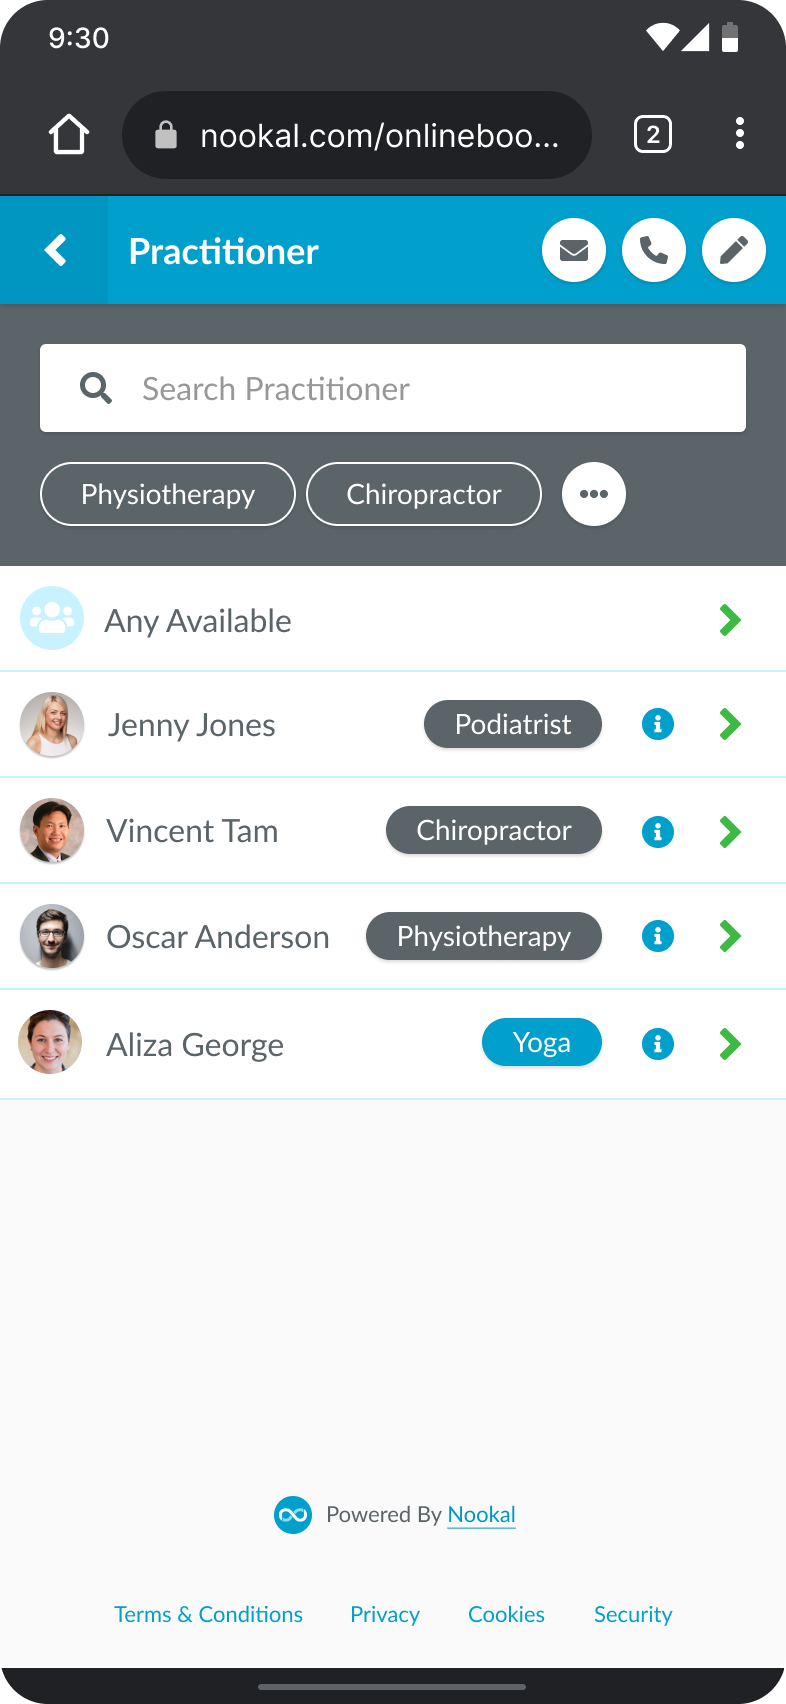 9:30
nookal.com/onlineboo...
2
Practitioner
Search Practitioner
Physiotherapy Chiropractor
Any Available
Jenny Jones Podiatrist
Vincent Tam Chiropractor
Oscar Anderson Physiotherapy
Aliza George Yoga
Powered By Nookal
Terms & Conditions Privacy Cookies Security